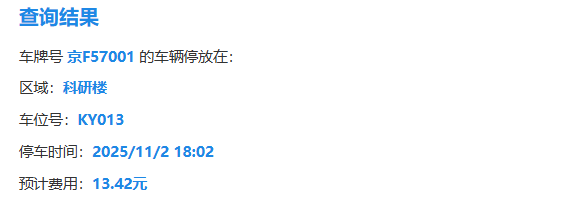 查询结果
车牌号 京F57001 的车辆停放在：
区域：科研楼
车位号：KY013
停车时间：2025/11/2 18:02
预计费用：13.42元